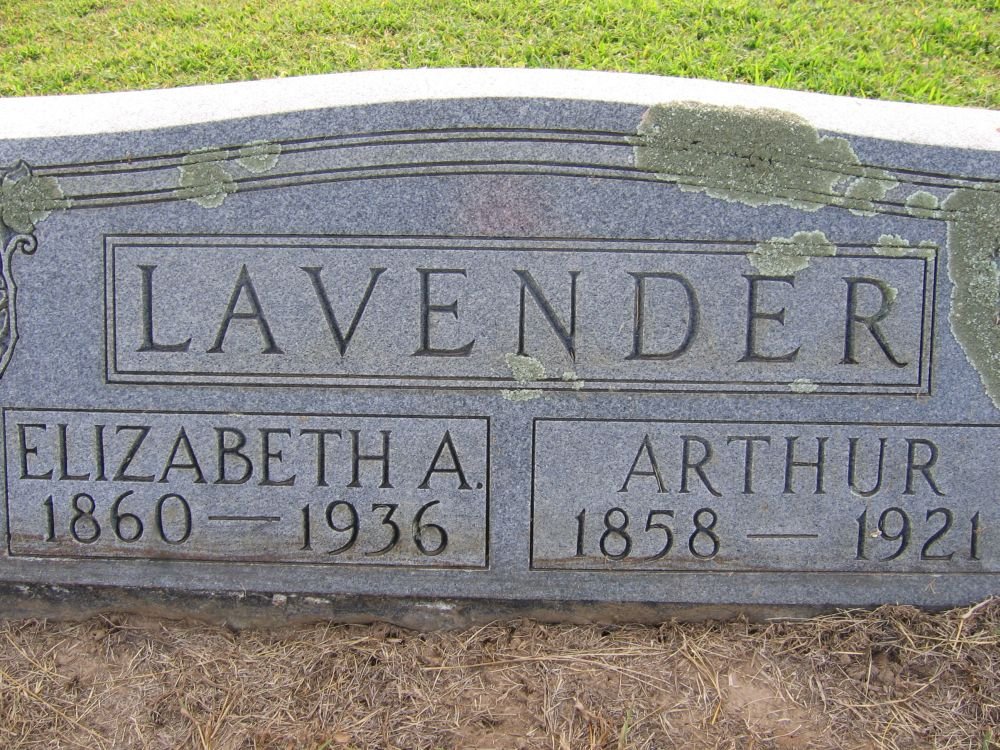 LAVENDER
ELIZABETH A.
1860 — 1936
ARTHUR
1858 — 1921